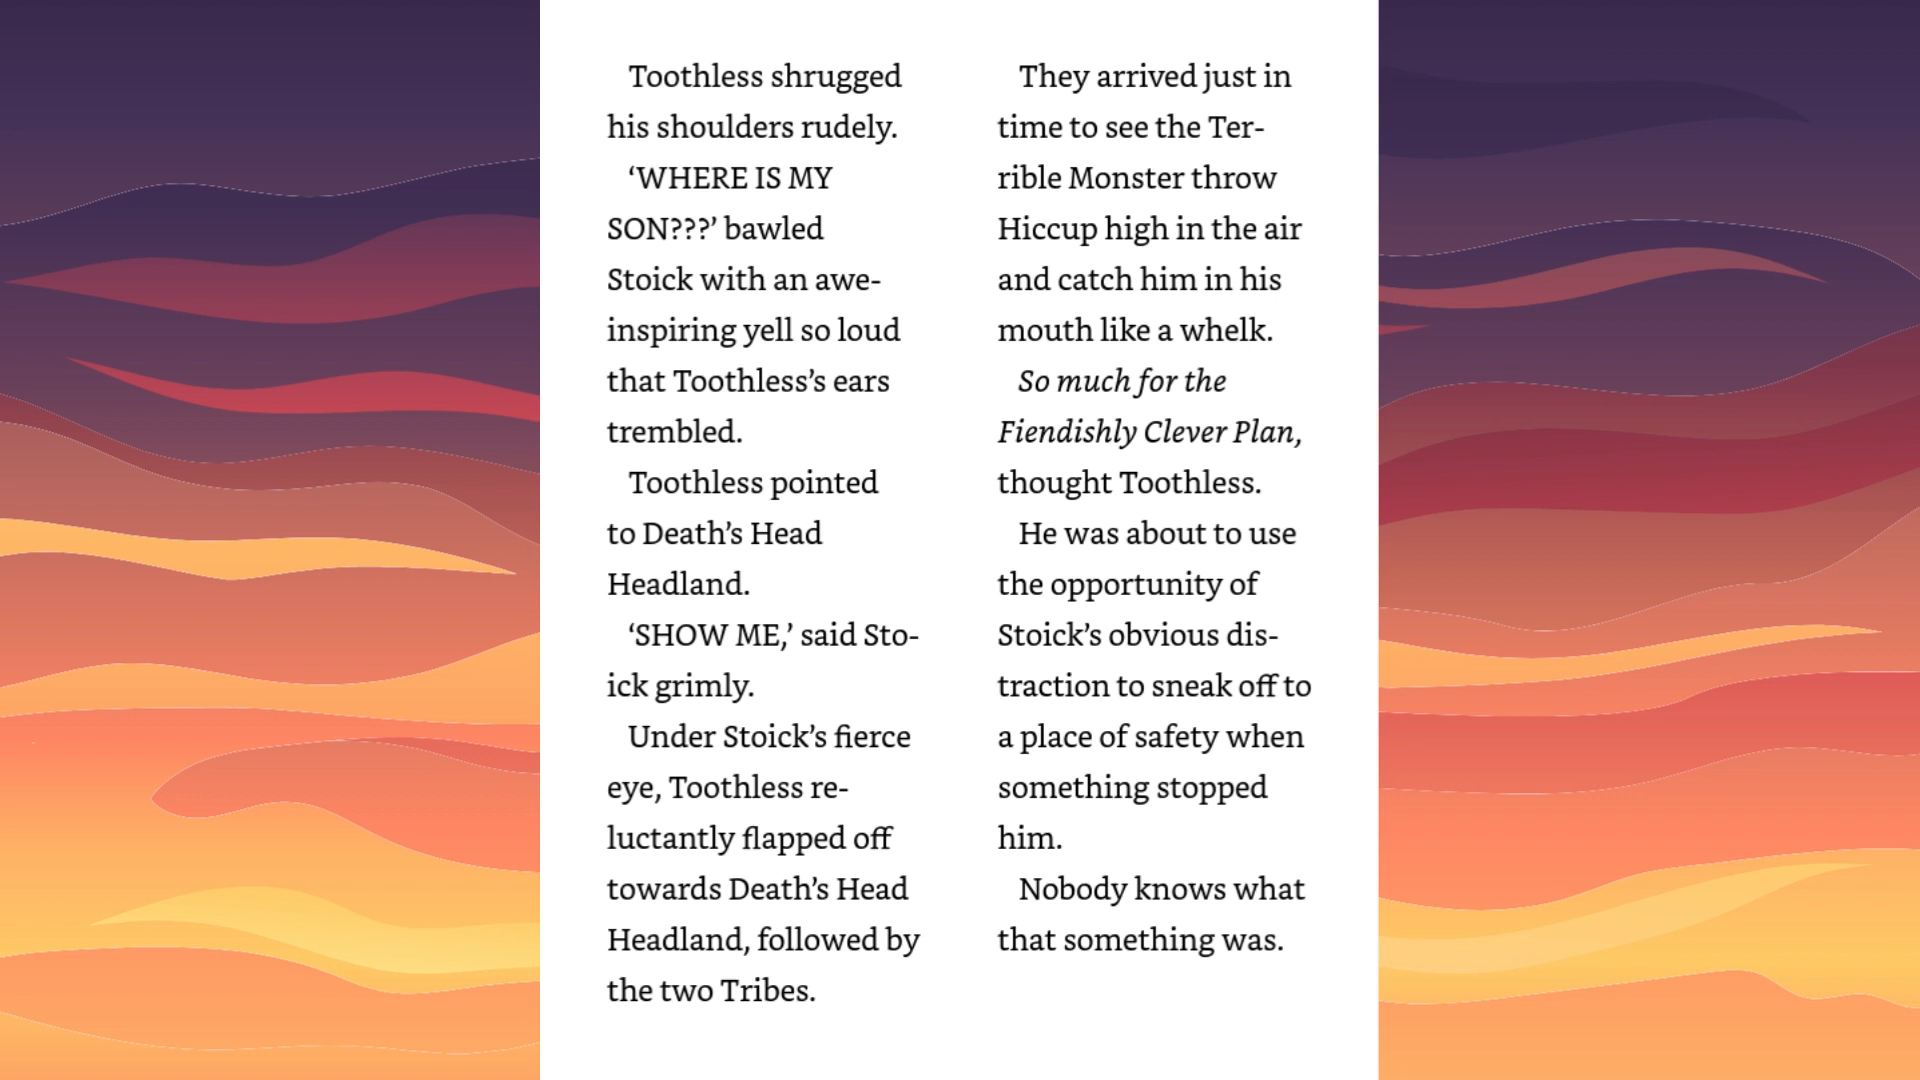 Toothless shrugged
his shoulders rudely.
‘WHERE IS MY
SON???’ bawled
Stoick with an awe-
inspiring yell so loud
that Toothless’s ears
trembled.
Toothless pointed
to Death’s Head
Headland.
‘SHOW ME,’ said Sto-
ick grimly.
Under Stoick’s fierce
eye, Toothless re-
luctantly flapped off
towards Death’s Head
Headland, followed by
the two Tribes.
They arrived just in
time to see the Ter-
rible Monster throw
Hiccup high in the air
and catch him in his
mouth like a whelk.
So much for the
Fiendishly Clever Plan,
thought Toothless.
He was about to use
the opportunity of
Stoick’s obvious dis-
traction to sneak off to
a place of safety when
something stopped
him.
Nobody knows what
that something was.